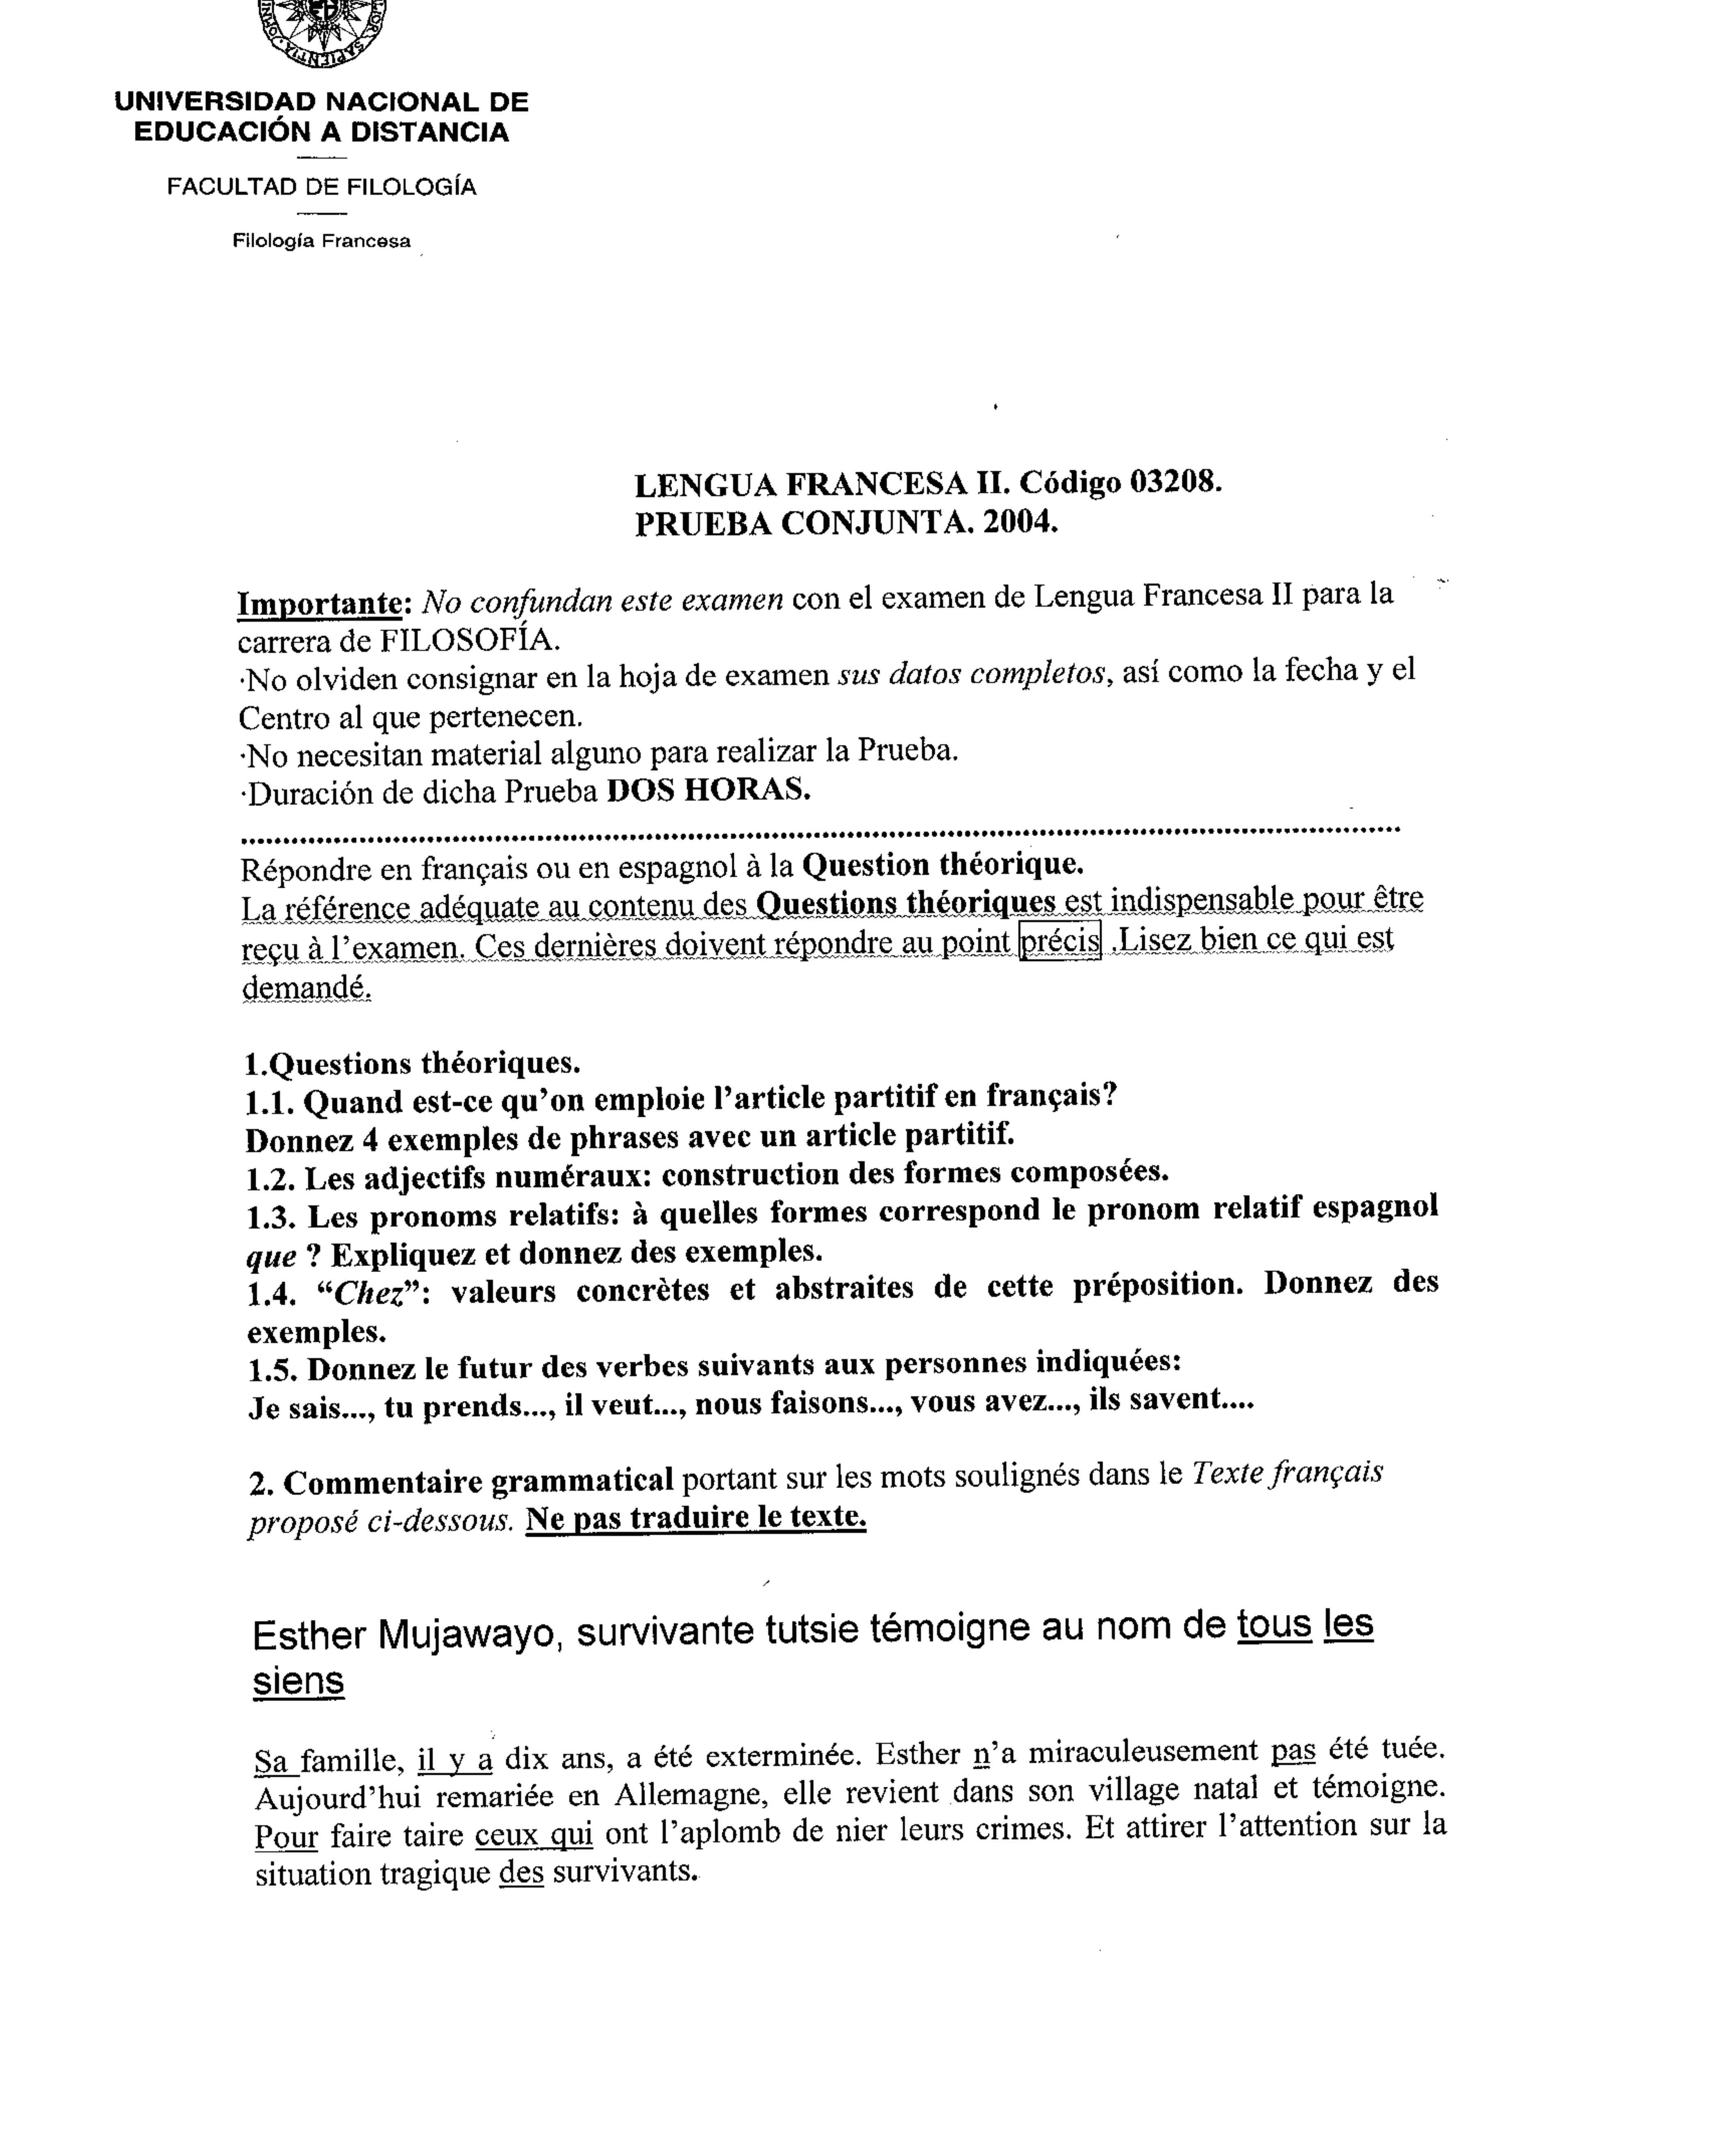 OMNI
LIOR SAPIENTIA
UNIVERSIDAD NACIONAL DE
EDUCACIÓN A DISTANCIA
FACULTAD DE FILOLOGÍA
Filología Francesa
LENGUA FRANCESA II. Código 03208.
PRUEBA CONJUNTA. 2004.
Importante: No confundan este examen con el examen de Lengua Francesa II para la
carrera de FILOSOFÍA.
·No olviden consignar en la hoja de examen sus datos completos, así como la fecha y el
Centro al que pertenecen.
·No necesitan material alguno para realizar la Prueba.
·Duración de dicha Prueba DOS HORAS.
Répondre en français ou en espagnol à la Question théorique.
La référence adéquate au contenu des Questions théoriques est indispensable pour être
reçu à l'examen. Ces dernières doivent répondre au point précis .Lisez bien ce qui est
demandé.
1.Questions théoriques.
1.1. Quand est-ce qu'on emploie l'article partitif en français?
Donnez 4 exemples de phrases avec un article partitif.
1.2. Les adjectifs numéraux: construction des formes composées.
1.3. Les pronoms relatifs: à quelles formes correspond le pronom relatif espagnol
que ? Expliquez et donnez des exemples.
1.4. “Chez”: valeurs concrètes et abstraites de cette préposition. Donnez des
exemples.
1.5. Donnez le futur des verbes suivants aux personnes indiquées:
Je sais..., tu prends..., il veut..., nous faisons..., vous avez..., ils savent....
2. Commentaire grammatical portant sur les mots soulignés dans le Texte français
proposé ci-dessous. Ne pas traduire le texte.
Esther Mujawayo, survivante tutsie témoigne au nom de tous les
siens
Sa famille, il y a dix ans, a été exterminée. Esther n'a miraculeusement pas été tuée.
Aujourd'hui remariée en Allemagne, elle revient dans son village natal et témoigne.
Pour faire taire ceux qui ont l'aplomb de nier leurs crimes. Et attirer l'attention sur la
situation tragique des survivants.